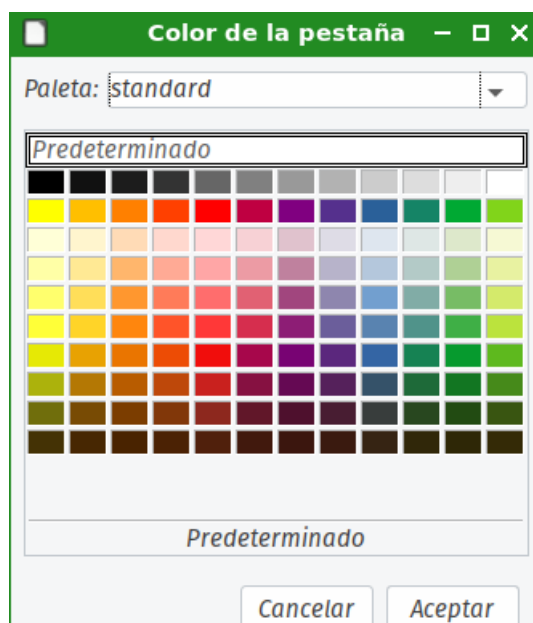 Color de la pestaña
Paleta: standard
Predeterminado
Predeterminado
Cancelar Aceptar